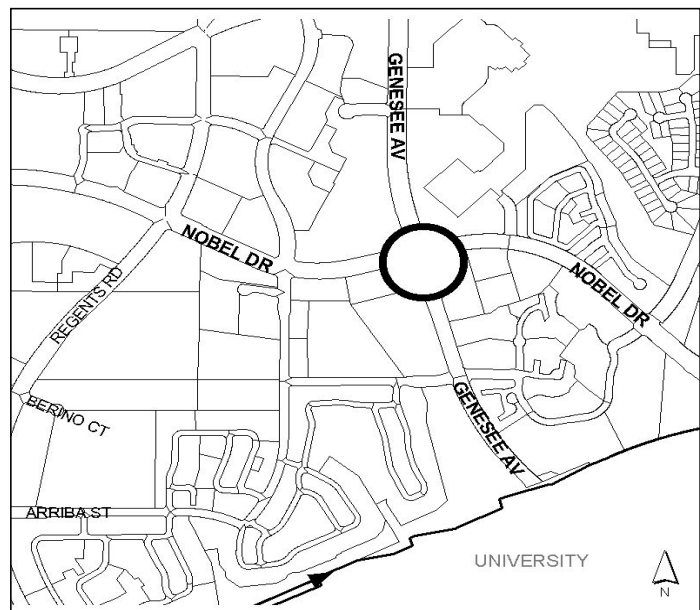 GENESEE AV
NOBEL DR
REGENTS RD
NOBEL DR
BERINO CT
GENESEE AV
ARRIBA ST
UNIVERSITY
N